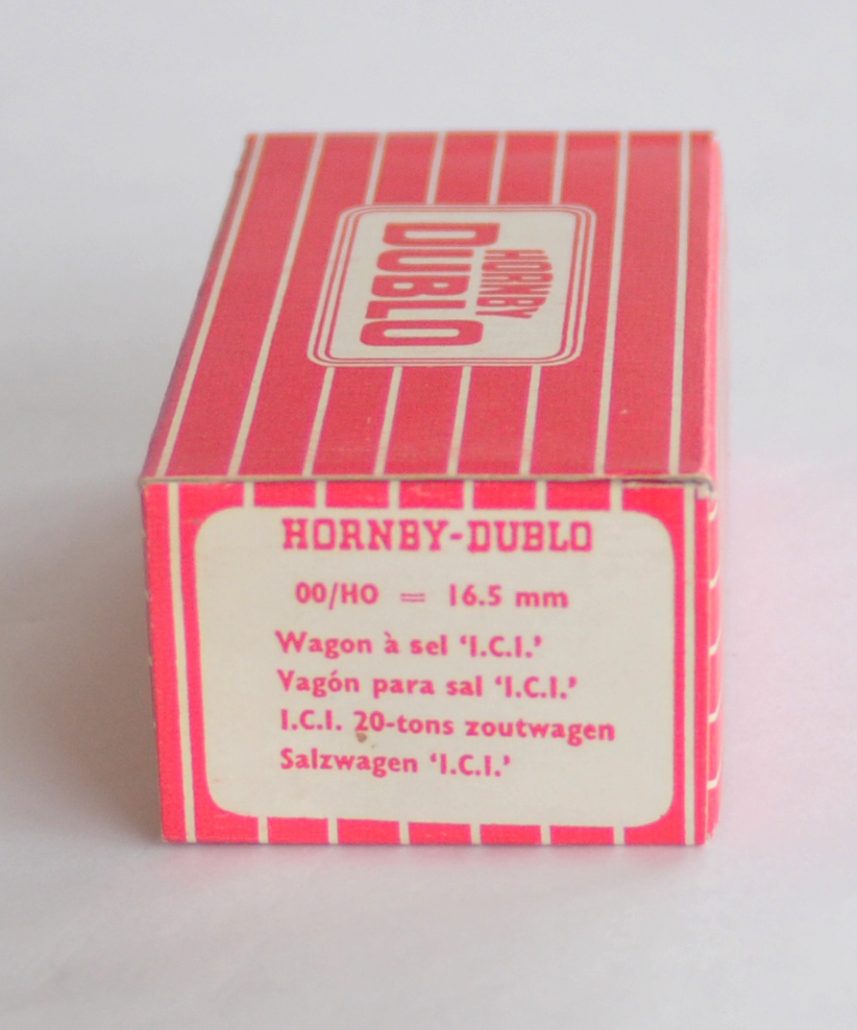 HORNBY
DUBLO
HORNBY-DUBLO
00/HO = 16.5 mm
Wagon à sel ‘I.C.I.’
Vagón para sal ‘I.C.I.’
I.C.I. 20-tons zoutwagen
Salzwagen ‘I.C.I.’